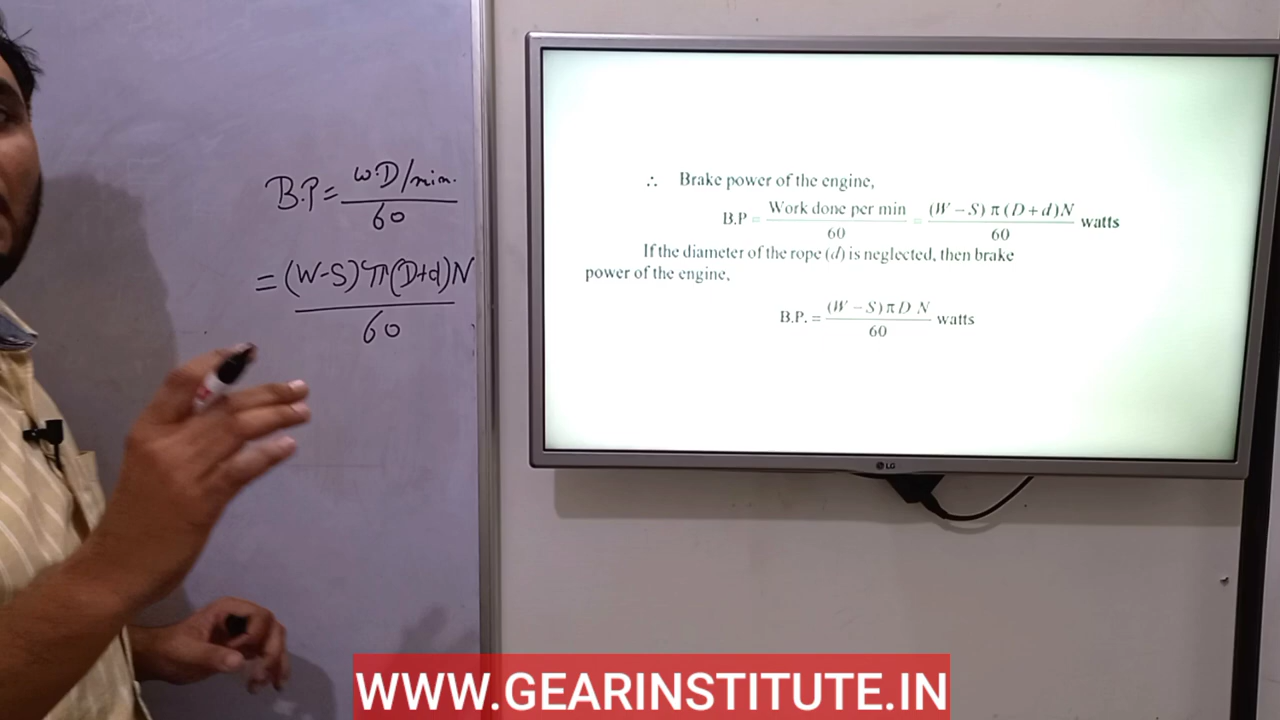 B.P = W.D/min.
60
= (W-S) π (D+d) N
60
∴ Brake power of the engine,
B.P = Work done per min / 60 = (W – S) π (D + d) N / 60 watts
If the diameter of the rope (d) is neglected, then brake
power of the engine,
B.P. = (W – S) π D N / 60 watts
LG
WWW.GEARINSTITUTE.IN